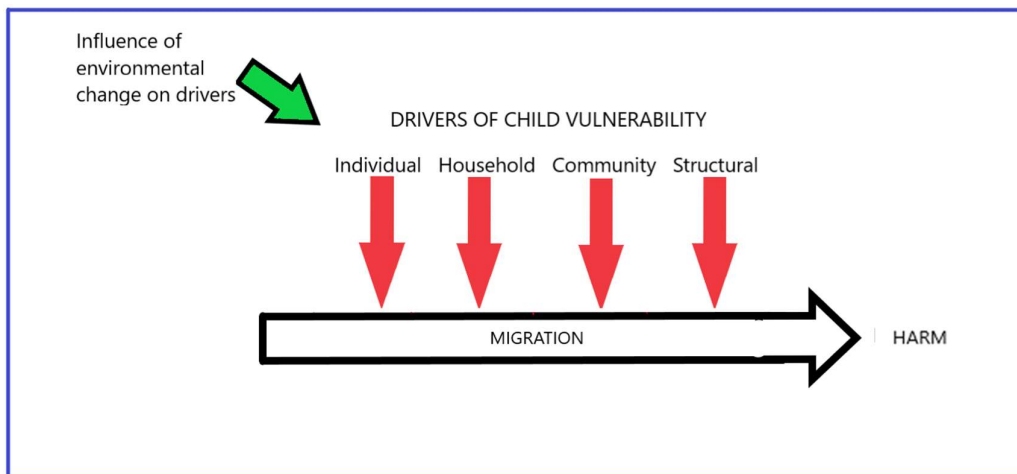 Influence of
environmental
change on drivers
DRIVERS OF CHILD VULNERABILITY
Individual Household Community Structural
MIGRATION
HARM